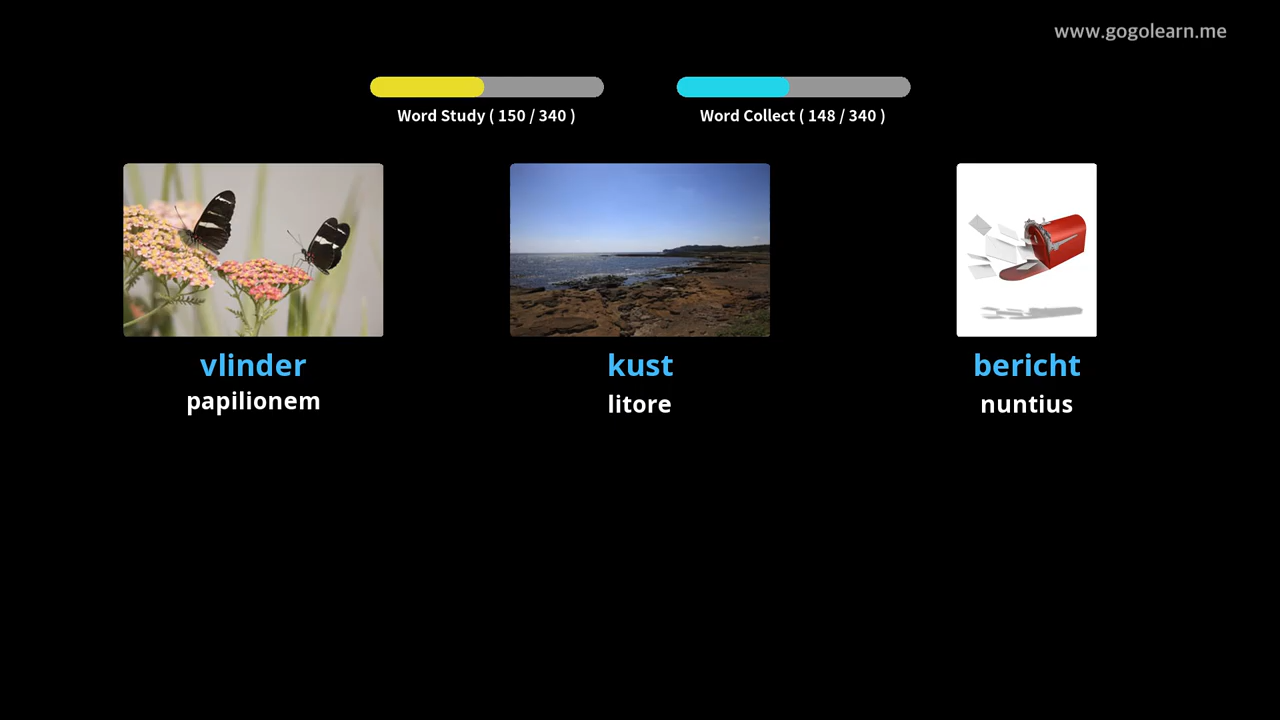 www.gogolearn.me
Word Study ( 150 / 340 )
Word Collect ( 148 / 340 )
vlinder
papilionem
kust
litore
bericht
nuntius